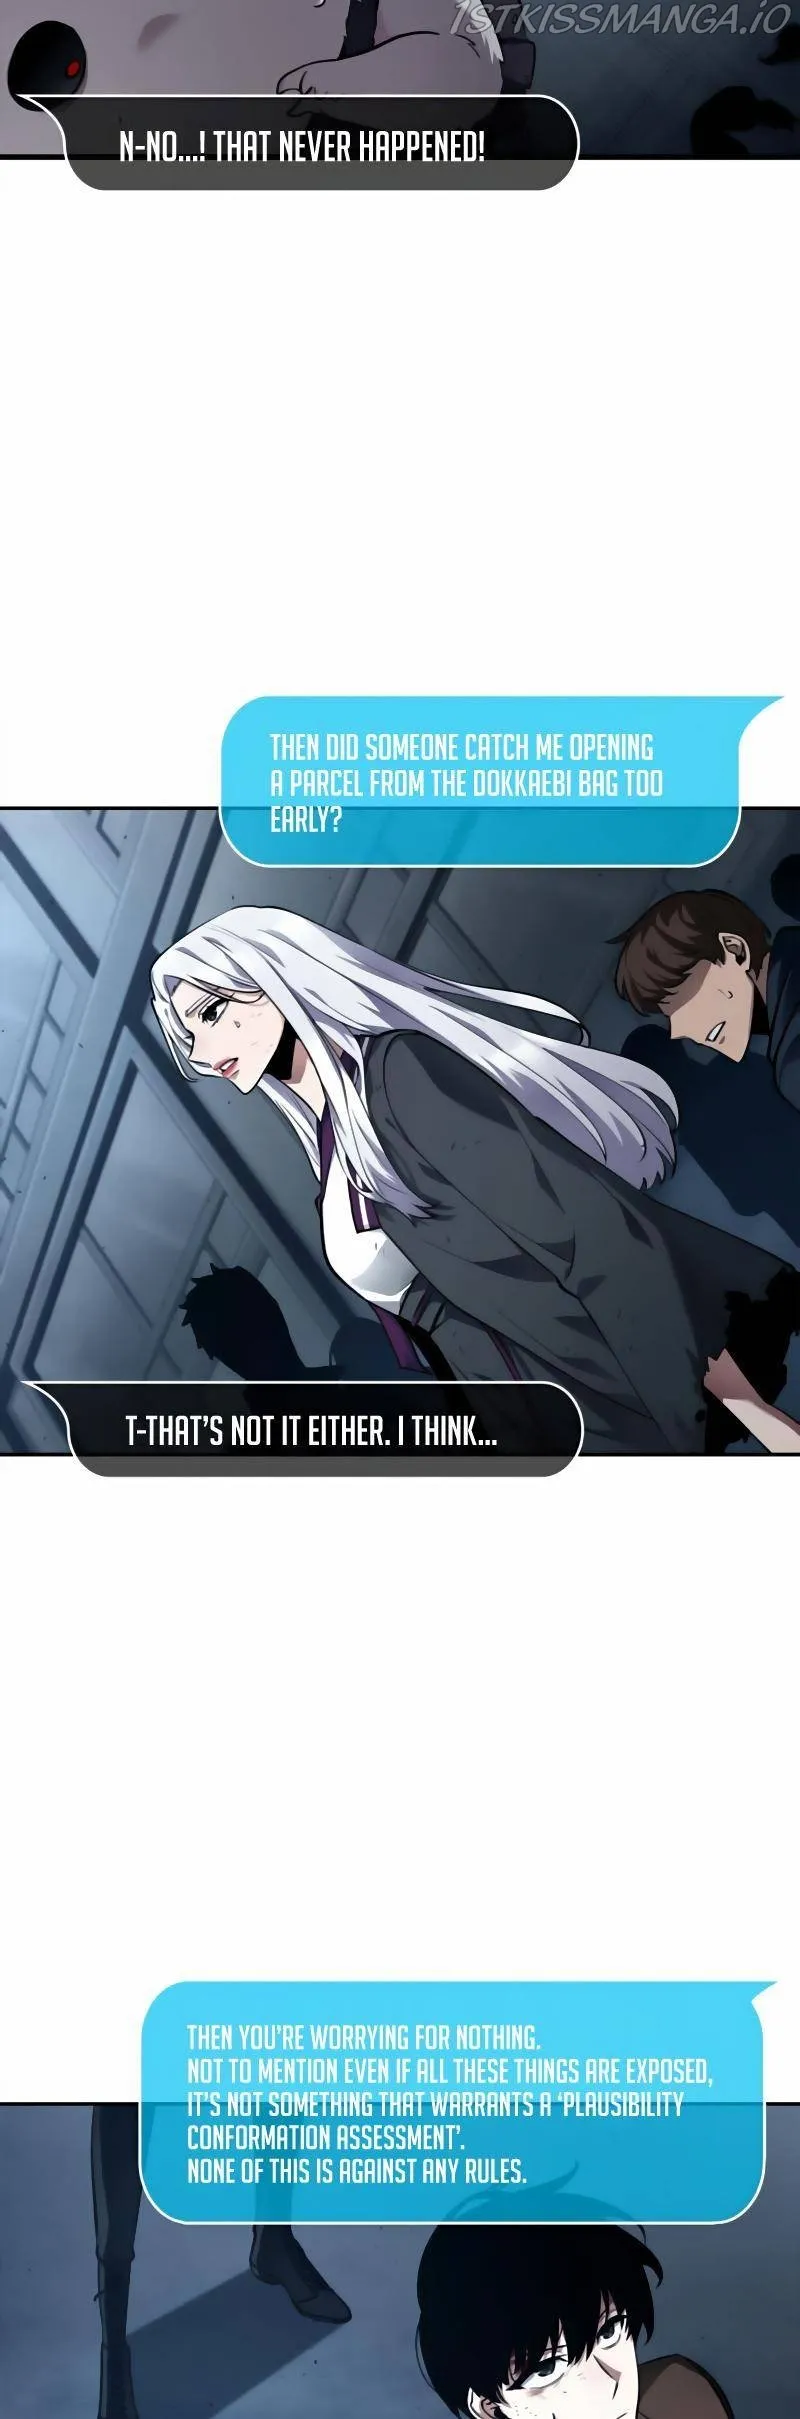 1STKISSMANGA.IO
N-NO...! THAT NEVER HAPPENED!
THEN DID SOMEONE CATCH ME OPENING
A PARCEL FROM THE DOKKAEBI BAG TOO
EARLY?
T-THAT'S NOT IT EITHER. I THINK...
THEN YOU'RE WORRYING FOR NOTHING.
NOT TO MENTION EVEN IF ALL THESE THINGS ARE EXPOSED,
IT'S NOT SOMETHING THAT WARRANTS A 'PLAUSIBILITY
CONFORMATION ASSESSMENT'.
NONE OF THIS IS AGAINST ANY RULES.